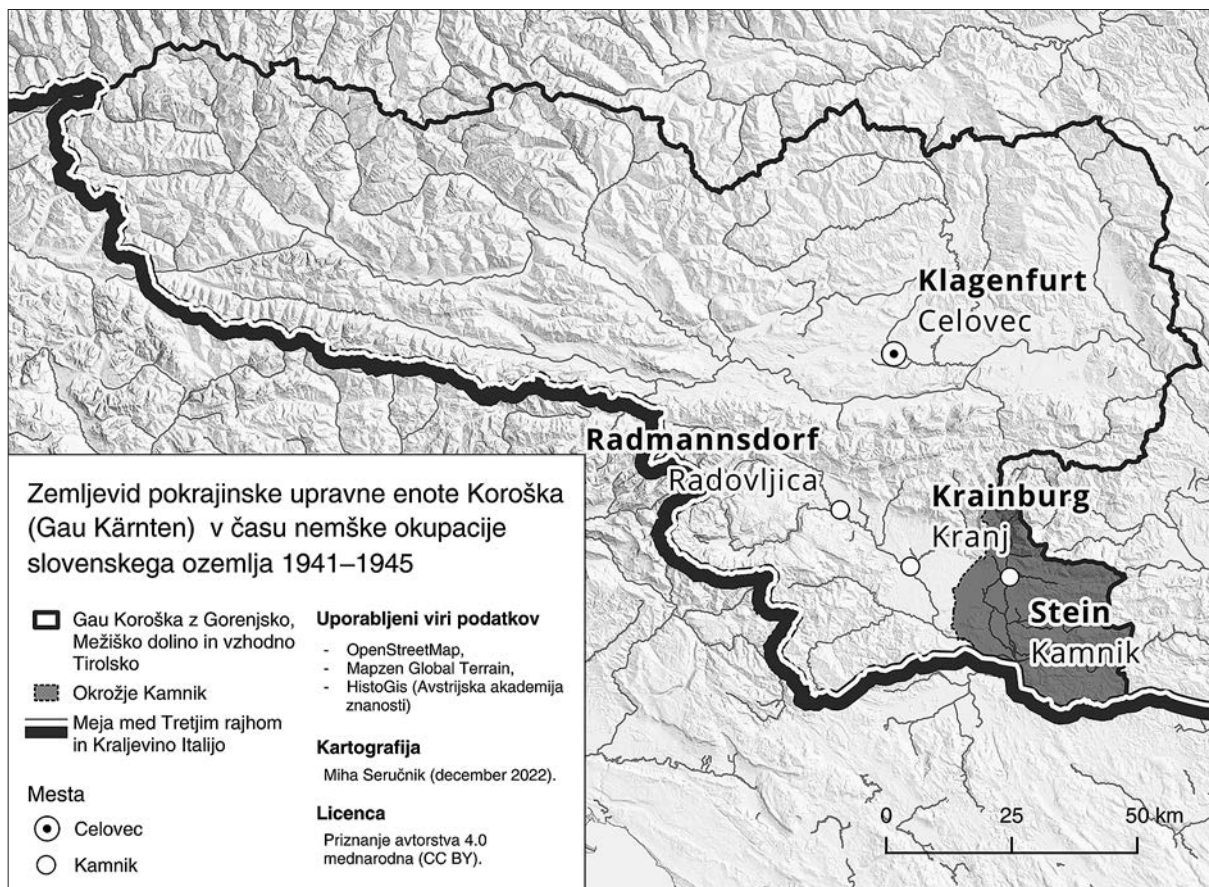 Klagenfurt
Celovec
Radmannsdorf
Radovljica
Krainburg
Kranj
Stein
Kamnik
Zemljevid pokrajinske upravne enote Koroška
(Gau Kärnten) v času nemške okupacije
slovenskega ozemlja 1941–1945
Gau Koroška z Gorenjsko,
Mežiško dolino in vzhodno
Tirolsko
Okrožje Kamnik
Meja med Tretjim rajhom
in Kraljevino Italijo
Mesta
Celovec
Kamnik
Uporabljeni viri podatkov
- OpenStreetMap,
- Mapzen Global Terrain,
- HistoGis (Avstrijska akademija
znanosti)
Kartografija
Miha Seručnik (december 2022).
Licenca
Priznanje avtorstva 4.0
mednarodna (CC BY).
0 25 50 km